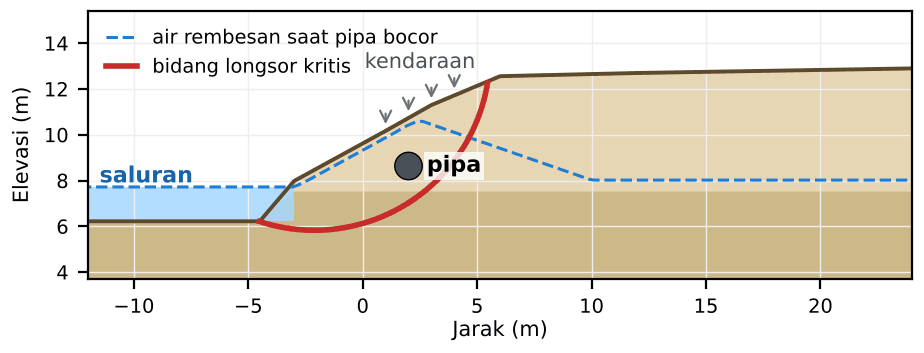 air rembesan saat pipa bocor
bidang longsor kritis
kendaraan
saluran
pipa
Elevasi (m)
14
12
10
8
6
4
−10
−5
0
5
10
15
20
Jarak (m)